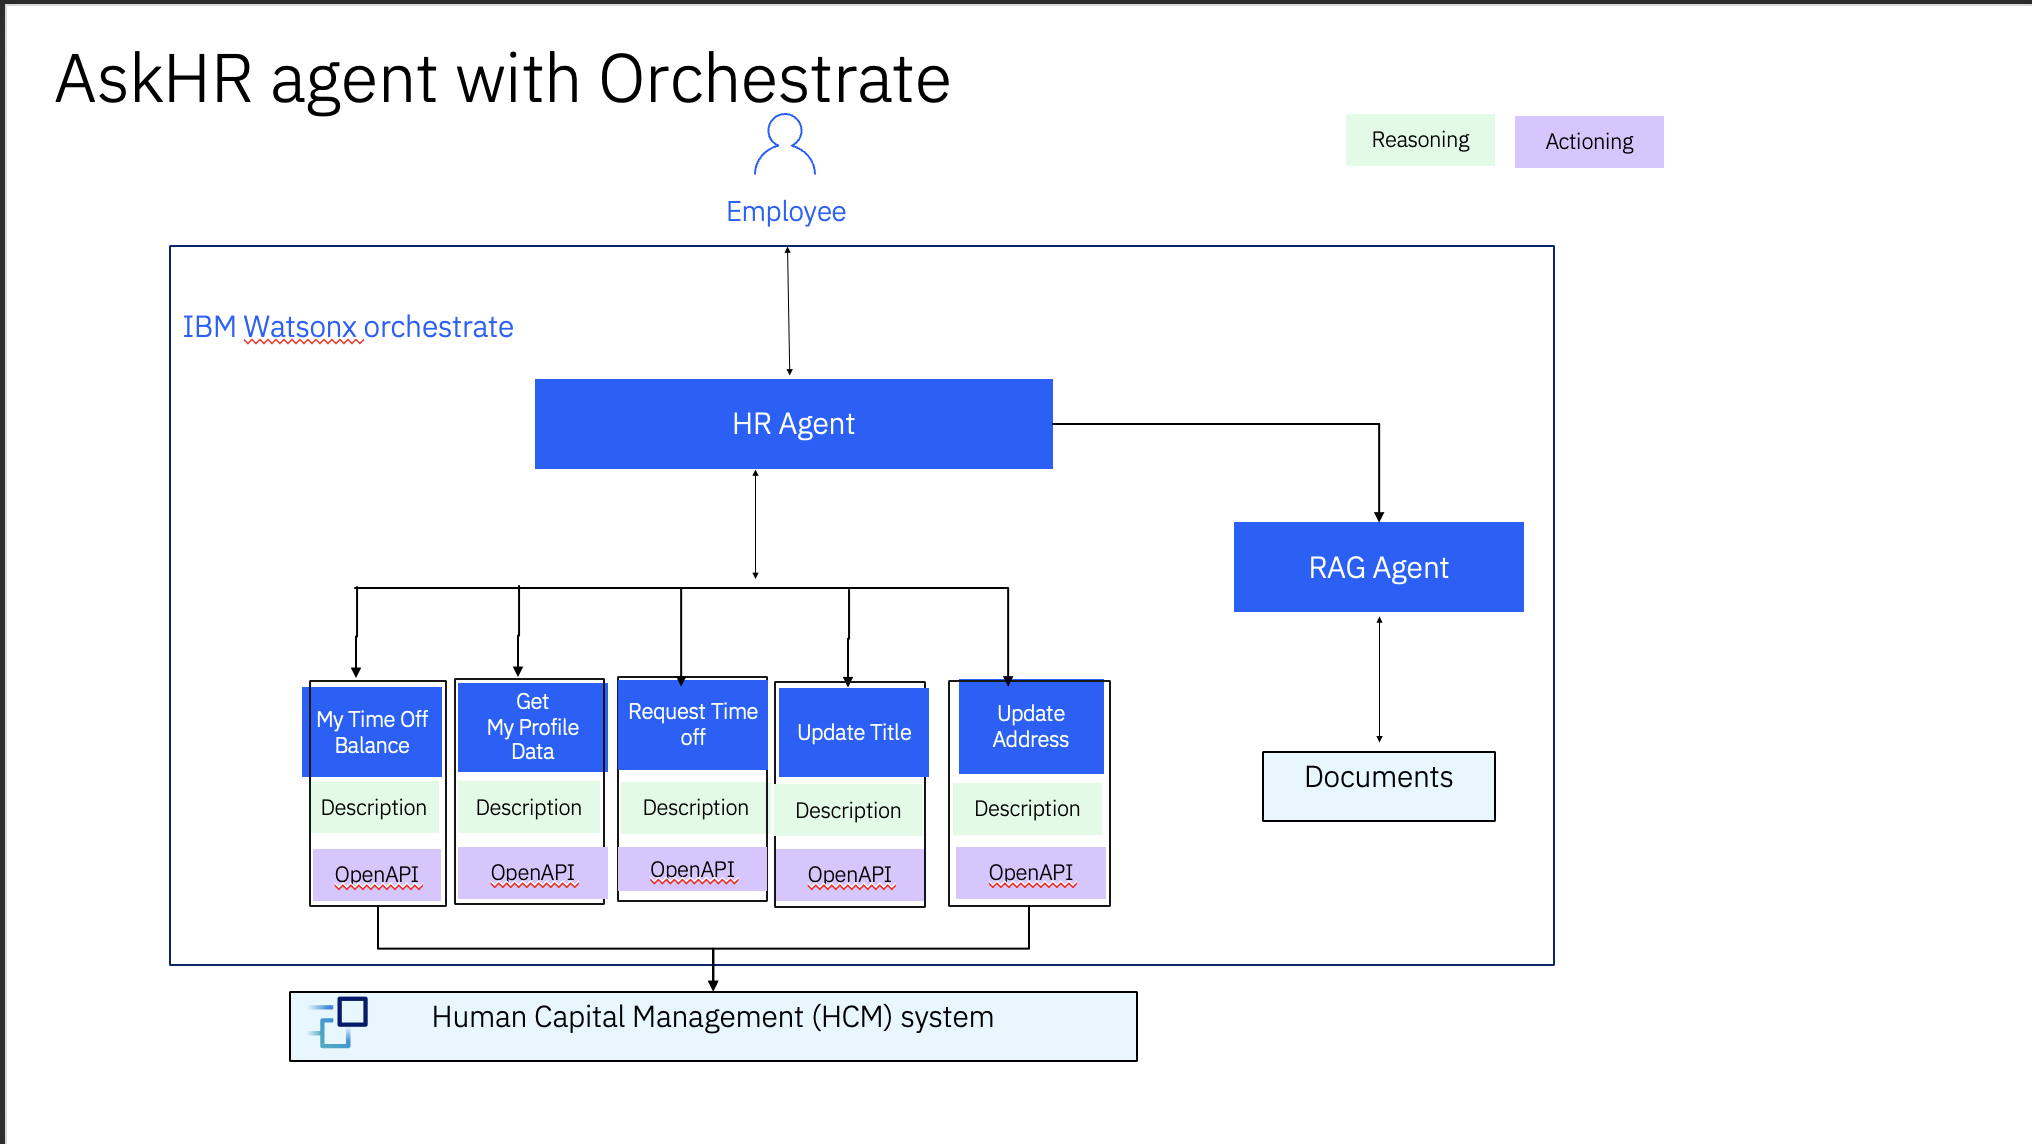 AskHR agent with Orchestrate
Reasoning
Actioning
Employee
IBM Watsonx orchestrate
HR Agent
RAG Agent
My Time Off
Balance
Get
My Profile
Data
Request Time
off
Update Title
Update
Address
Documents
Description
Description
Description
Description
Description
OpenAPI
OpenAPI
OpenAPI
OpenAPI
OpenAPI
Human Capital Management (HCM) system